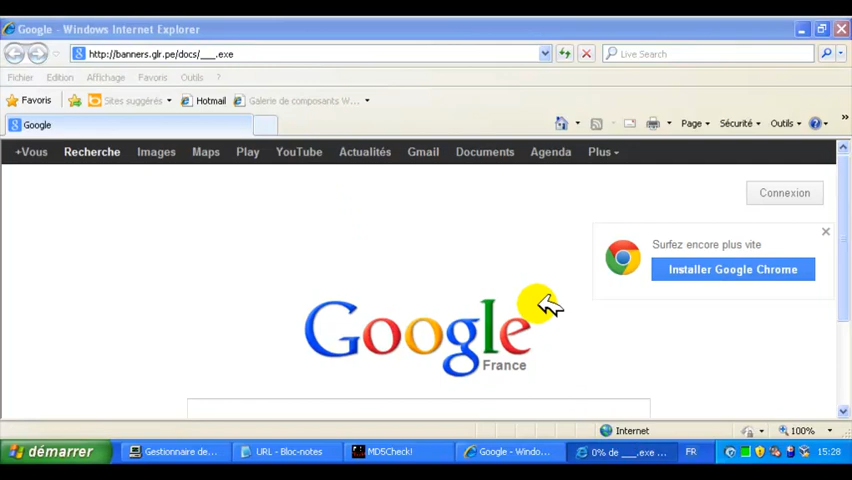 Google - Windows Internet Explorer
http://banners.glr.pe/docs/___.exe
Live Search
Fichier Edition Affichage Favoris Outils ?
Favoris Sites suggérés Hotmail Galerie de composants W...
Google
Page Sécurité Outils
+Vous Recherche Images Maps Play YouTube Actualités Gmail Documents Agenda Plus
Connexion
Surfez encore plus vite
Installer Google Chrome
Google
France
Internet 100%
démarrer Gestionnaire de... URL - Bloc-notes MD5Check! Google - Windo... 0% de ___.exe ... FR 15:28